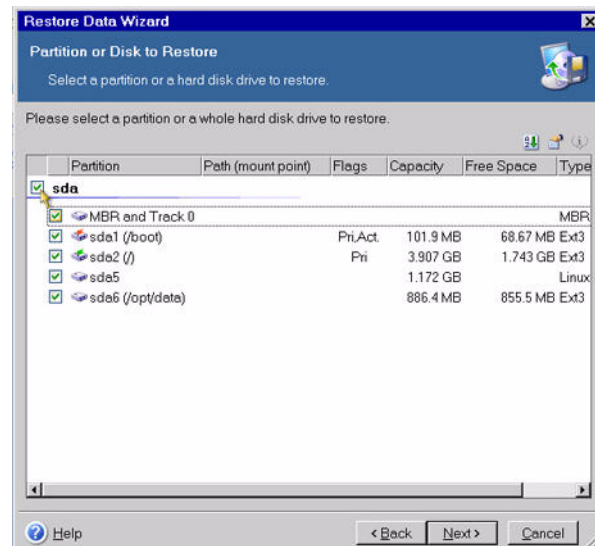 Restore Data Wizard
Partition or Disk to Restore
Select a partition or a hard disk drive to restore.
Please select a partition or a whole hard disk drive to restore.
Partition Path (mount point) Flags Capacity Free Space Type
sda
MBR and Track 0 MBR
sda1 (/boot) Pri,Act. 101.9 MB 68.67 MB Ext3
sda2 (/) Pri 3.907 GB 1.743 GB Ext3
sda5 1.172 GB Linux
sda6 (/opt/data) 886.4 MB 855.5 MB Ext3
Help < Back Next > Cancel